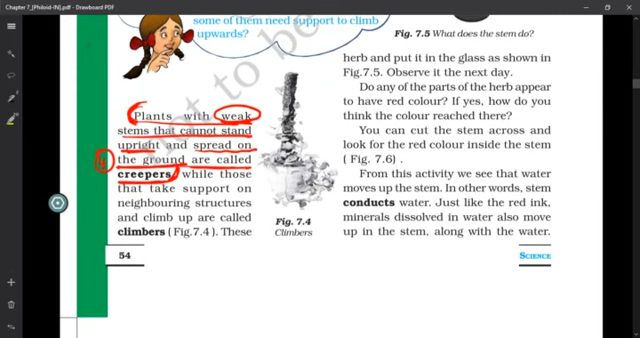 Chapter 7_[Philoid-IN].pdf - Drawboard PDF
some of them need support to climb
upwards?
Plants with weak
stems that cannot stand
upright and spread on
the ground are called
creepers, while those
that take support on
neighbouring structures
and climb up are called
climbers (Fig.7.4). These
Fig. 7.4
Climbers
Fig. 7.5 What does the stem do?
herb and put it in the glass as shown in
Fig.7.5. Observe it the next day.
Do any of the parts of the herb appear
to have red colour? If yes, how do you
think the colour reached there?
You can cut the stem across and
look for the red colour inside the stem
(Fig. 7.6) .
From this activity we see that water
moves up the stem. In other words, stem
conducts water. Just like the red ink,
minerals dissolved in water also move
up in the stem, along with the water.
54
SCIENCE